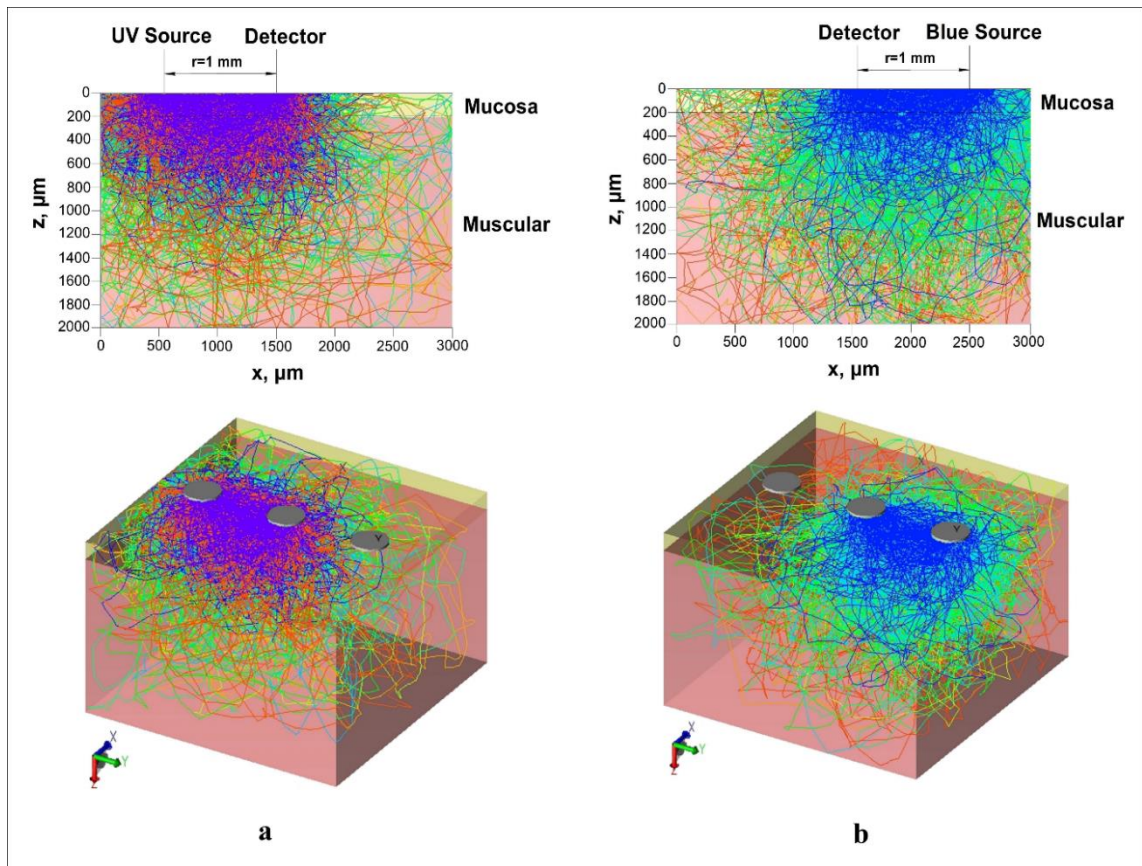 UV Source Detector
r=1 mm
0
200
400
600
800
1000
1200
1400
1600
1800
2000
z, µm
Mucosa
Muscular
0 500 1000 1500 2000 2500 3000
x, µm
Detector Blue Source
r=1 mm
0
200
400
600
800
1000
1200
1400
1600
1800
2000
z, µm
Mucosa
Muscular
0 500 1000 1500 2000 2500 3000
x, µm
X
Y
Z
a
X
Y
Z
b